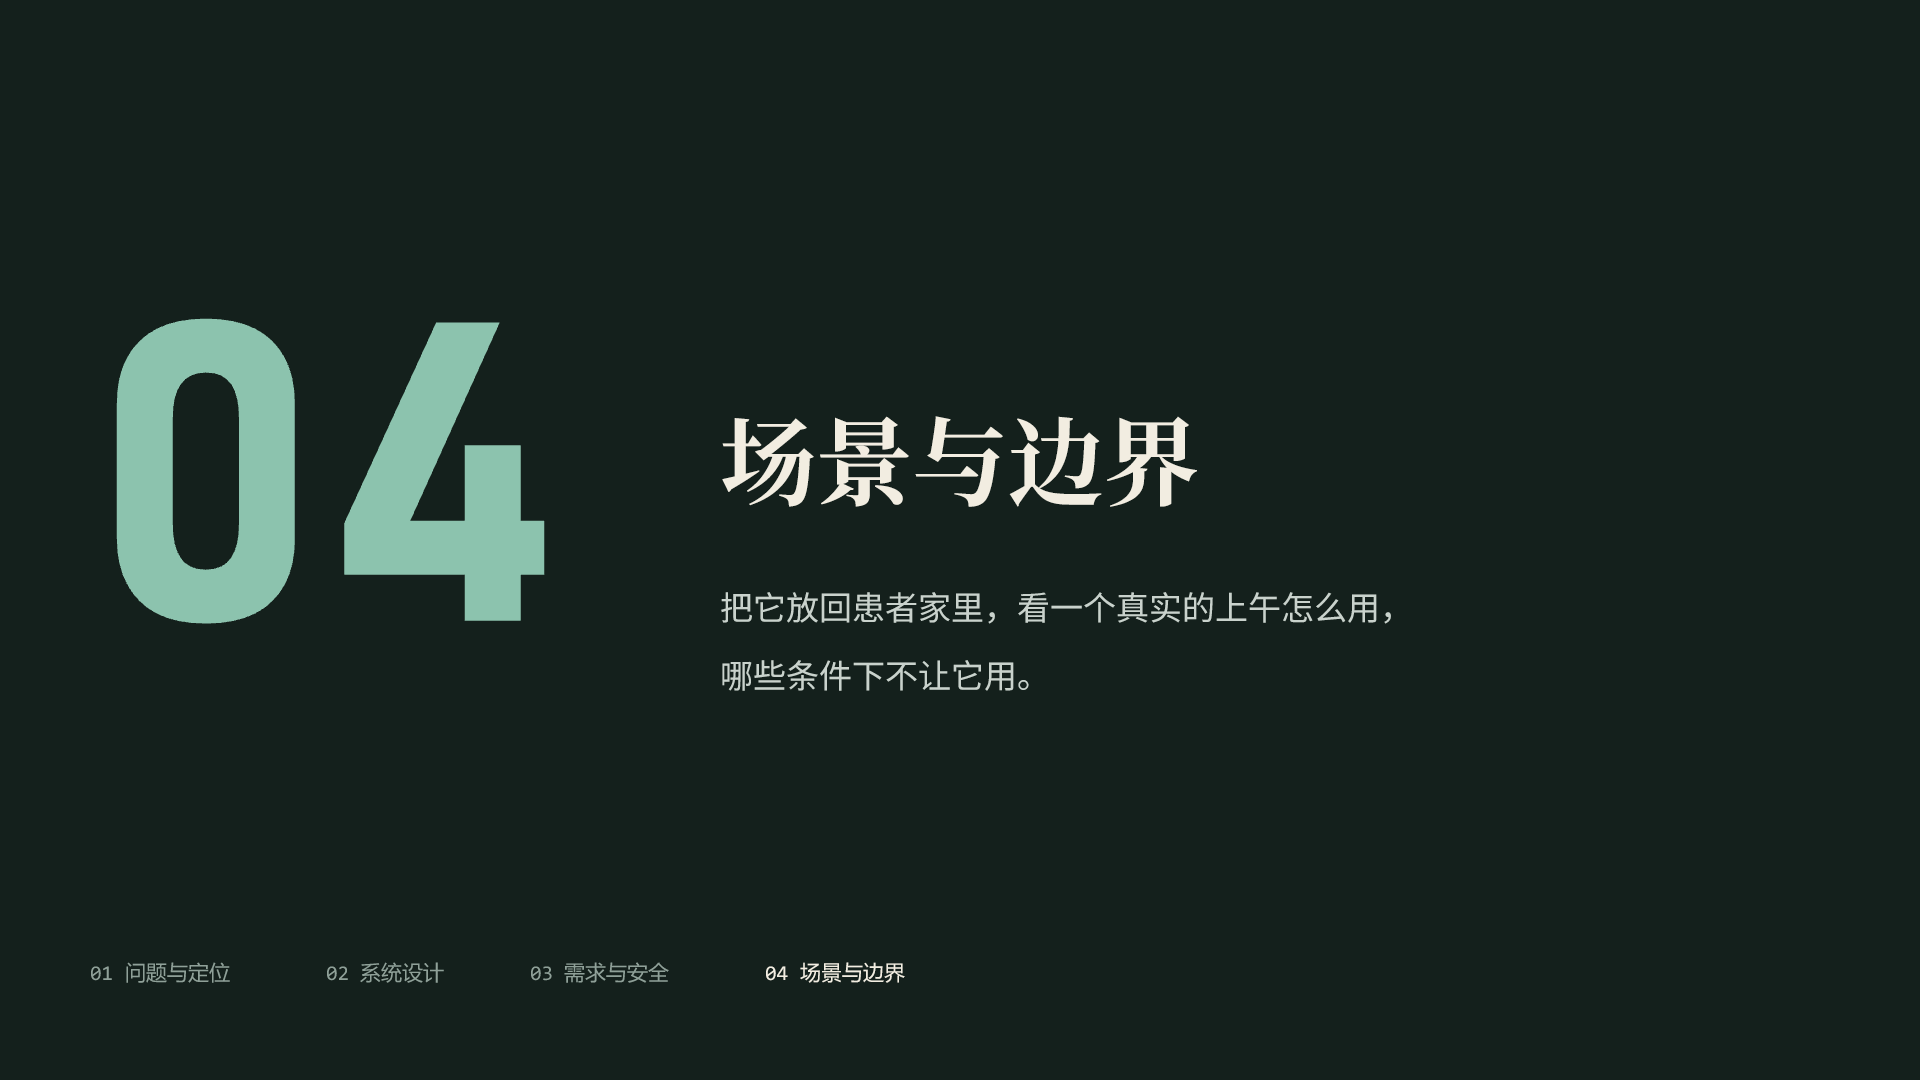 04
场景与边界
把它放回患者家里，看一个真实的上午怎么用，
哪些条件下不让它用。
01 问题与定位
02 系统设计
03 需求与安全
04 场景与边界